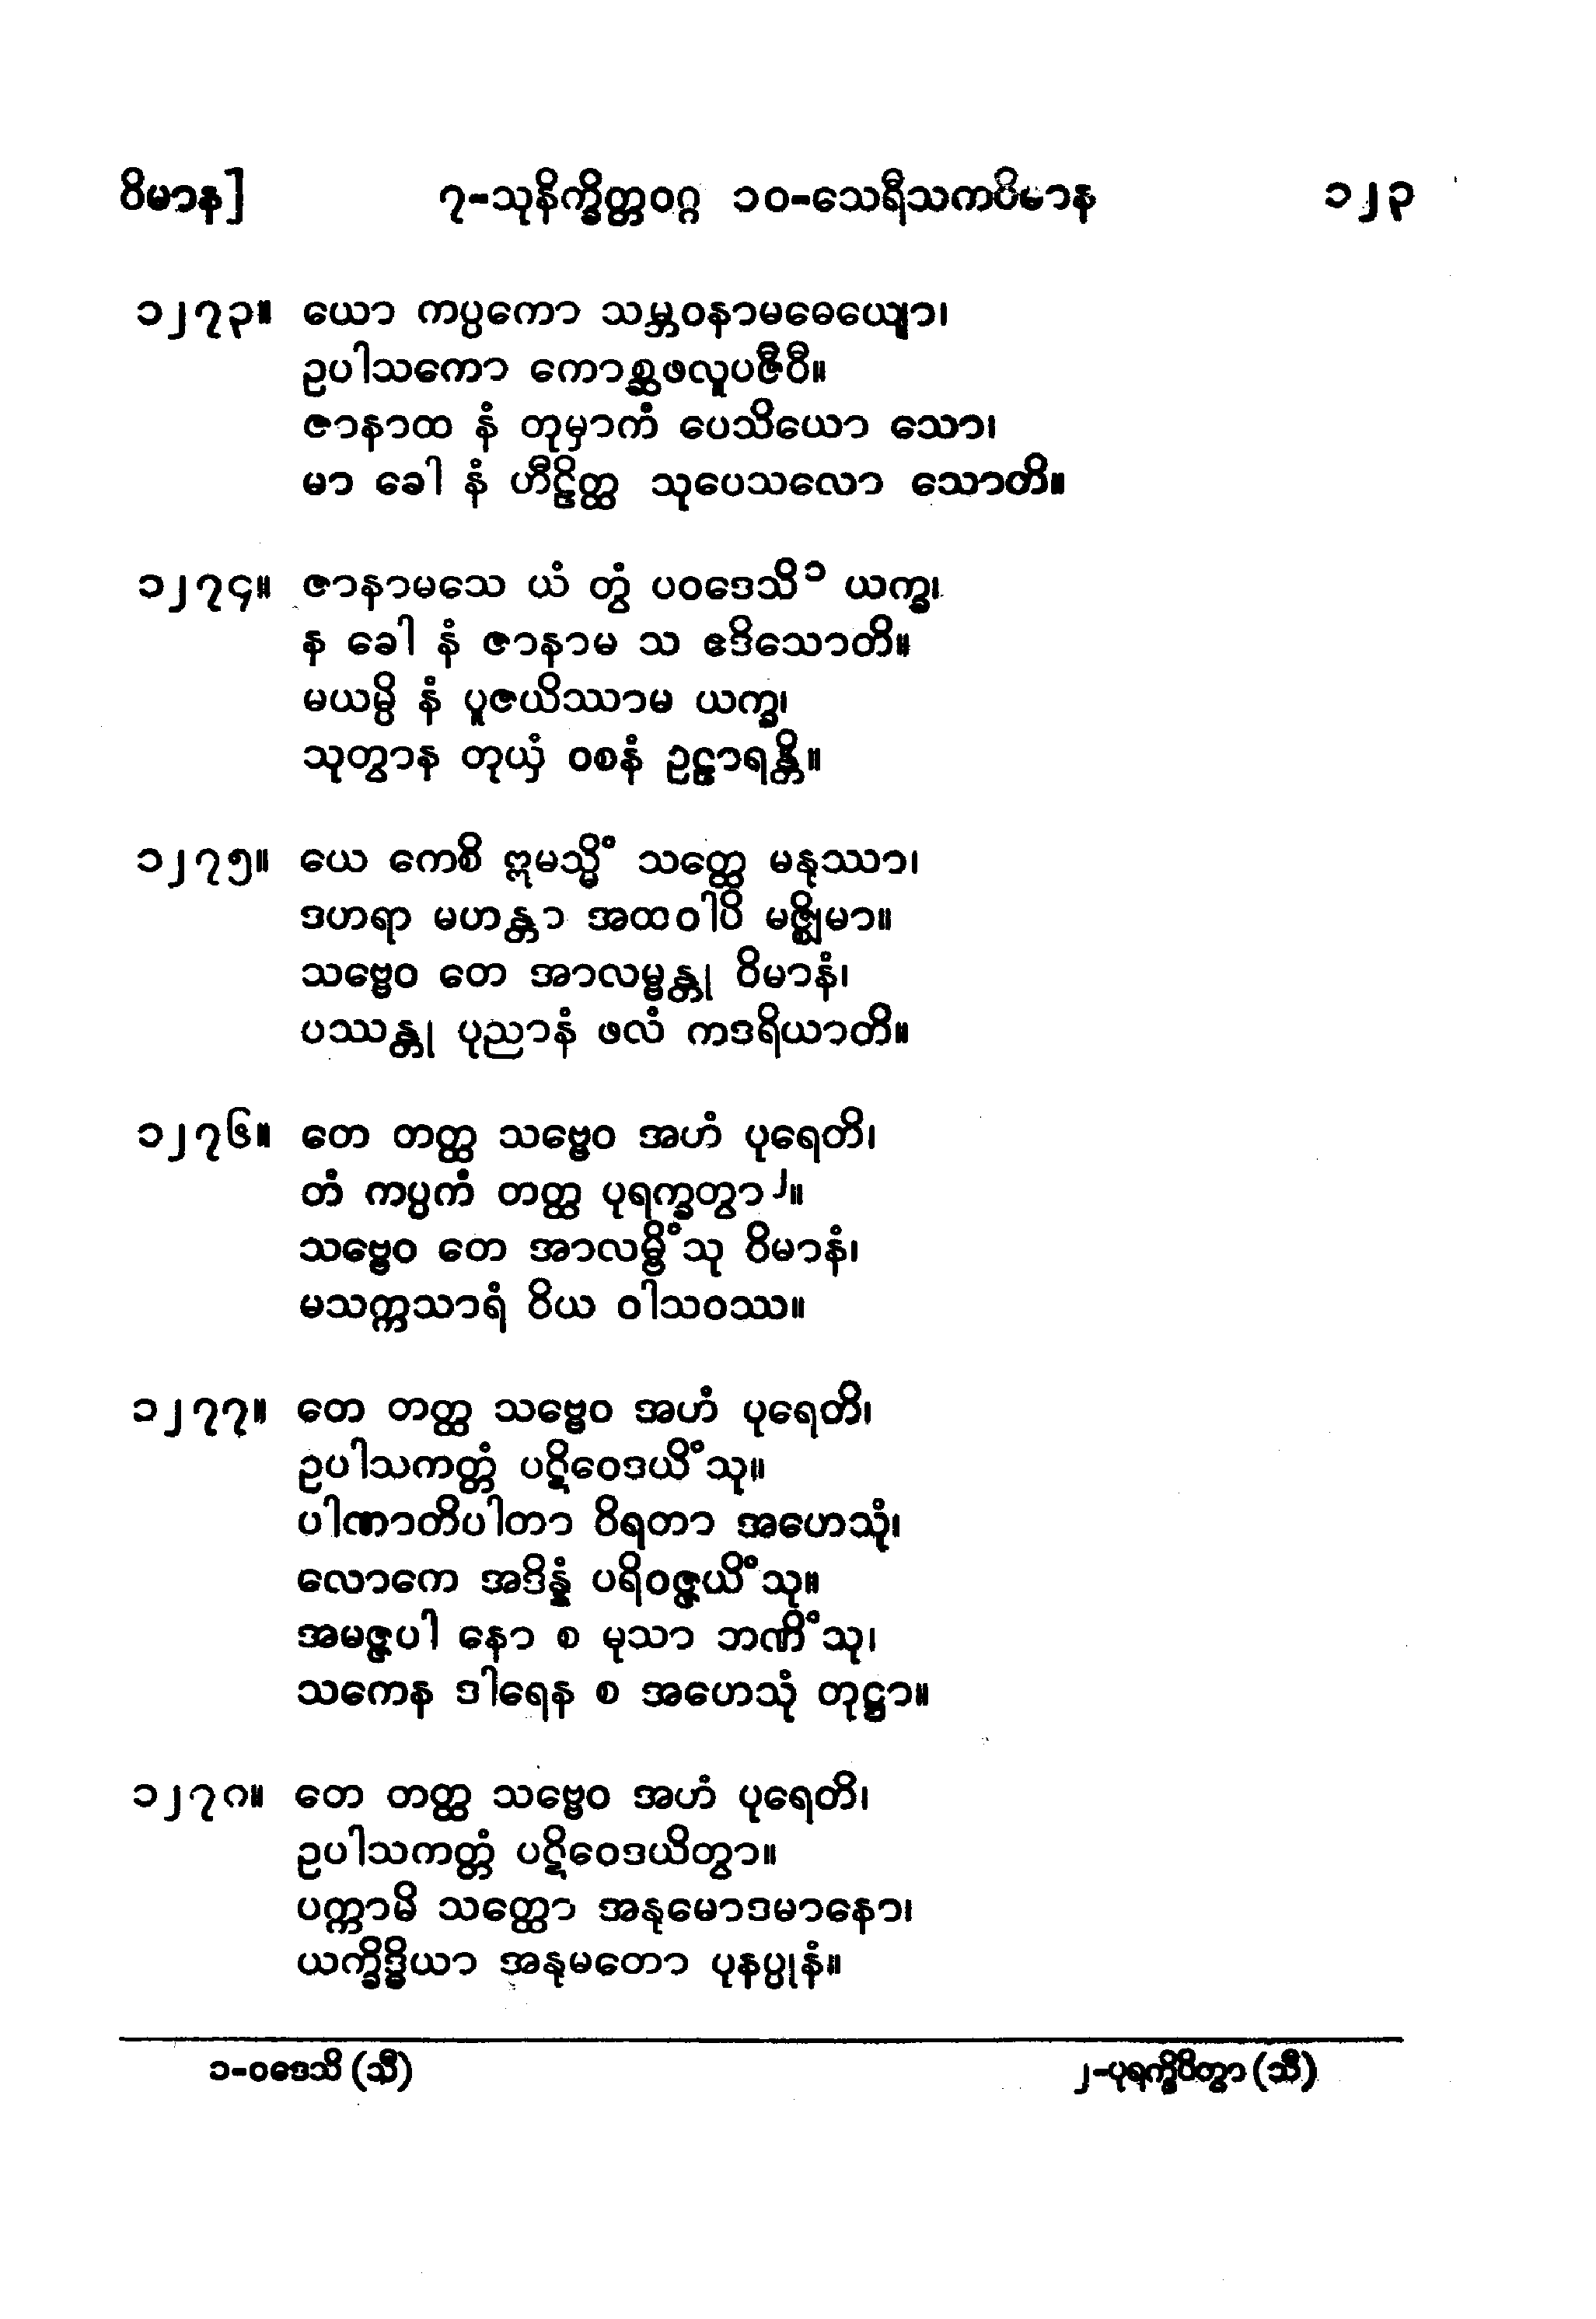 ဝိမာန]	၇-သုနိက္ခိတ္တဝဂ္ဂ ၁၀-သေရီသကဝိမာန	၁၂၃
၁၂၇၃။ ယော ကပ္ပကော သမ္ဘဝနာမဓေယျော၊
ဥပါသကော ကောစ္ဆဖလူပဇီဝီ။
ဇာနာထ နံ တုမှာကံ ပေသိယော သော၊
မာ ခေါ နံ ဟီဠိတ္ထ သုပေသလော သောတိ။
၁၂၇၄။ ဇာနာမသေ ယံ တွံ ပဝဒေသိ၁ ယက္ခ၊
န ခေါ နံ ဇာနာမ သ ဧဒိသောတိ။
မယမ္ပိ နံ ပူဇယိဿာမ ယက္ခ၊
သုတွာန တုယှံ ဝစနံ ဥဠာရန္တိ။
၁၂၇၅။ ယေ ကေစိ ဣမသ္မိံ သတ္ထေ မနုဿာ၊
ဒဟရာ မဟန္တာ အထဝါပိ မဇ္ဈိမာ။
သဗ္ဗေဝ တေ အာလမ္ဗန္တု ဝိမာနံ၊
ပဿန္တု ပုညာနံ ဖလံ ကဒရိယာတိ။
၁၂၇၆။ တေ တတ္ထ သဗ္ဗေဝ အဟံ ပုရေတိ၊
တံ ကပ္ပကံ တတ္ထ ပုရက္ခတွာ၂။
သဗ္ဗေဝ တေ အာလမ္ဗိံသု ဝိမာနံ၊
မသက္ကသာရံ ဝိယ ဝါသဝဿ။
၁၂၇၇။ တေ တတ္ထ သဗ္ဗေဝ အဟံ ပုရေတိ၊
ဥပါသကတ္တံ ပဋိဝေဒယိံသု။
ပါဏာတိပါတာ ဝိရတာ အဟေသုံ၊
လောကေ အဒိန္နံ ပရိဝဇ္ဇယိံသု။
အမဇ္ဇပါ နော စ မုသာ ဘဏိံသု၊
သကေန ဒါရေန စ အဟေသုံ တုဋ္ဌာ။
၁၂၇၈။ တေ တတ္ထ သဗ္ဗေဝ အဟံ ပုရေတိ၊
ဥပါသကတ္တံ ပဋိဝေဒယိတွာ။
ပက္ကာမိ သတ္ထော အနုမောဒမာနော၊
ယက္ခိဒ္ဓိယာ အနုမတော ပုနပ္ပုနံ။
၁-ဝဒေသိ (သီ)	၂-ပုရက္ခိပိတွာ (သီ)